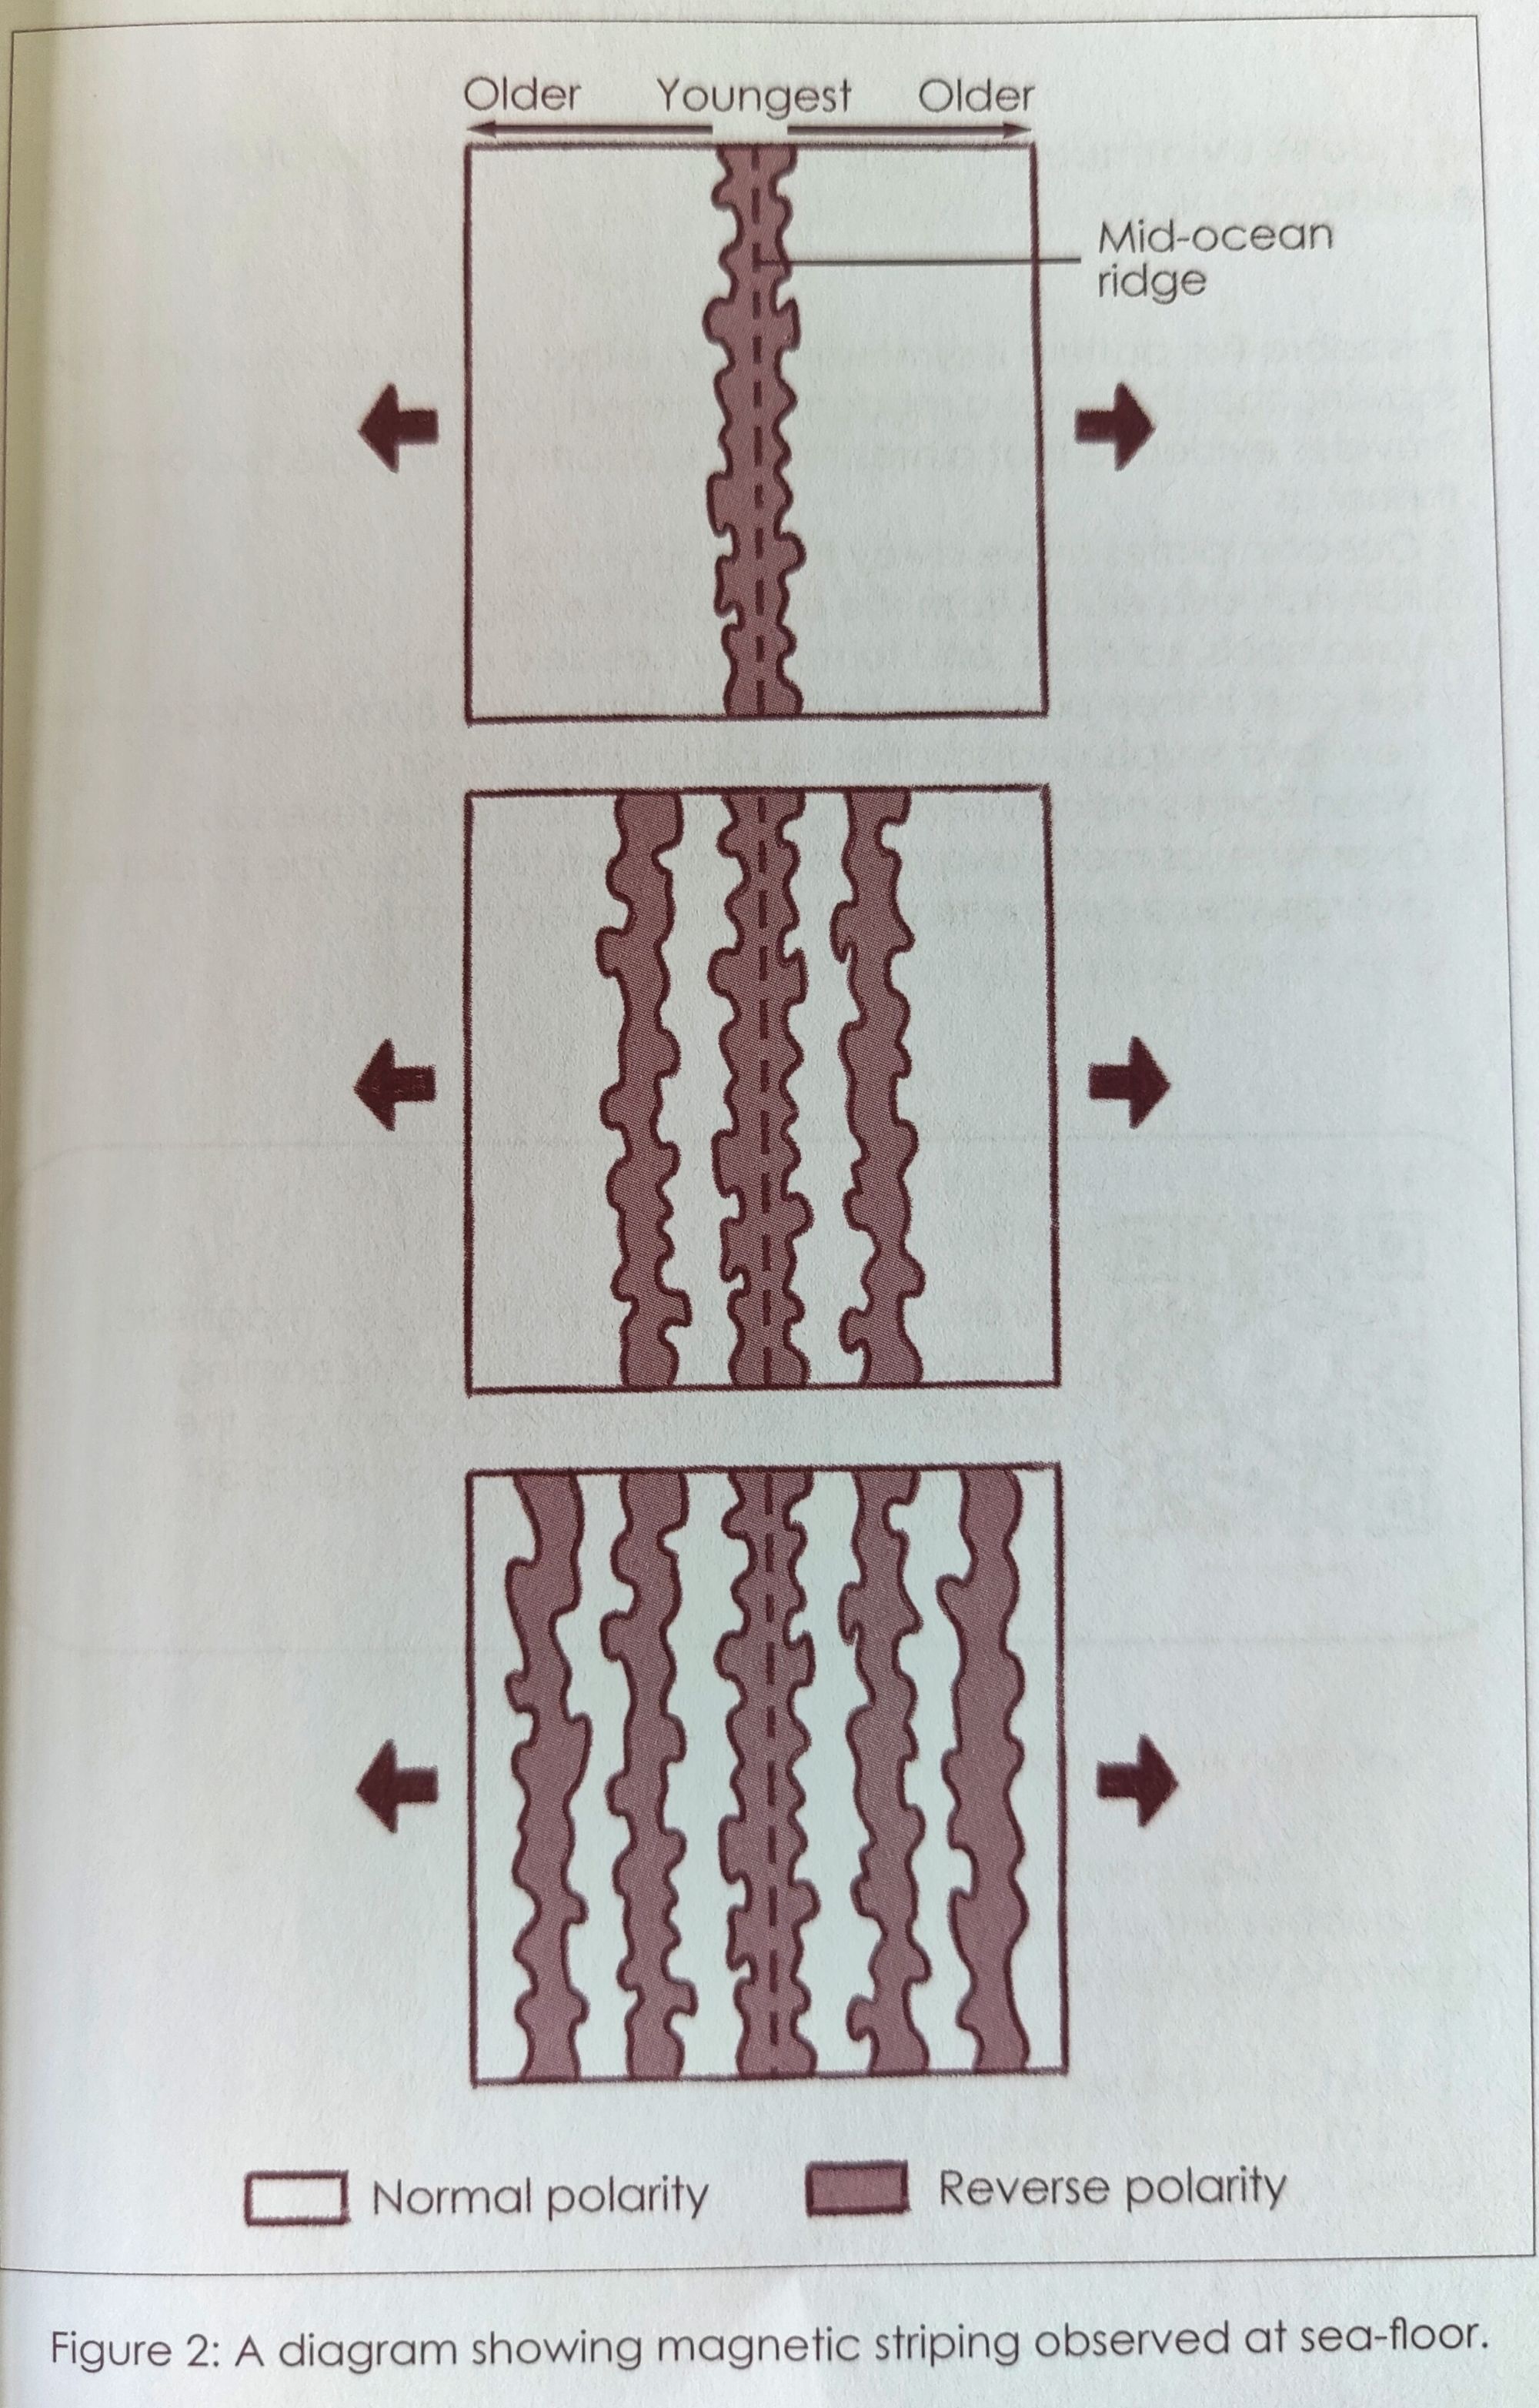 Older Youngest Older
Mid-ocean
ridge
Normal polarity Reverse polarity
Figure 2: A diagram showing magnetic striping observed at sea-floor.